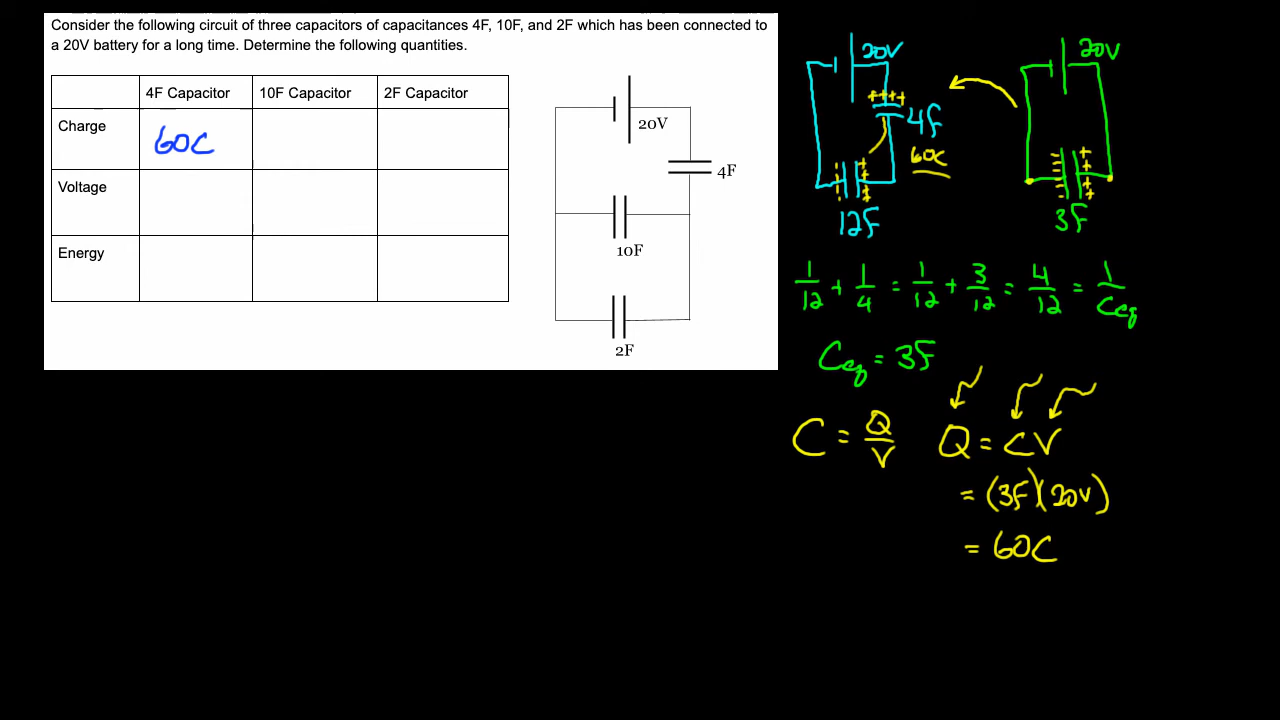 Consider the following circuit of three capacitors of capacitances 4F, 10F, and 2F which has been connected to
a 20V battery for a long time. Determine the following quantities.
4F Capacitor 10F Capacitor 2F Capacitor
Charge 60C
Voltage
Energy
20V
4F
10F
2F
20V
4F
60C
12F
20V
3F
1/12 + 1/4 = 1/12 + 3/12 = 4/12 = 1/Ceq
Ceq = 3F
C = Q/V
Q = CV
= (3F)(20V)
= 60C